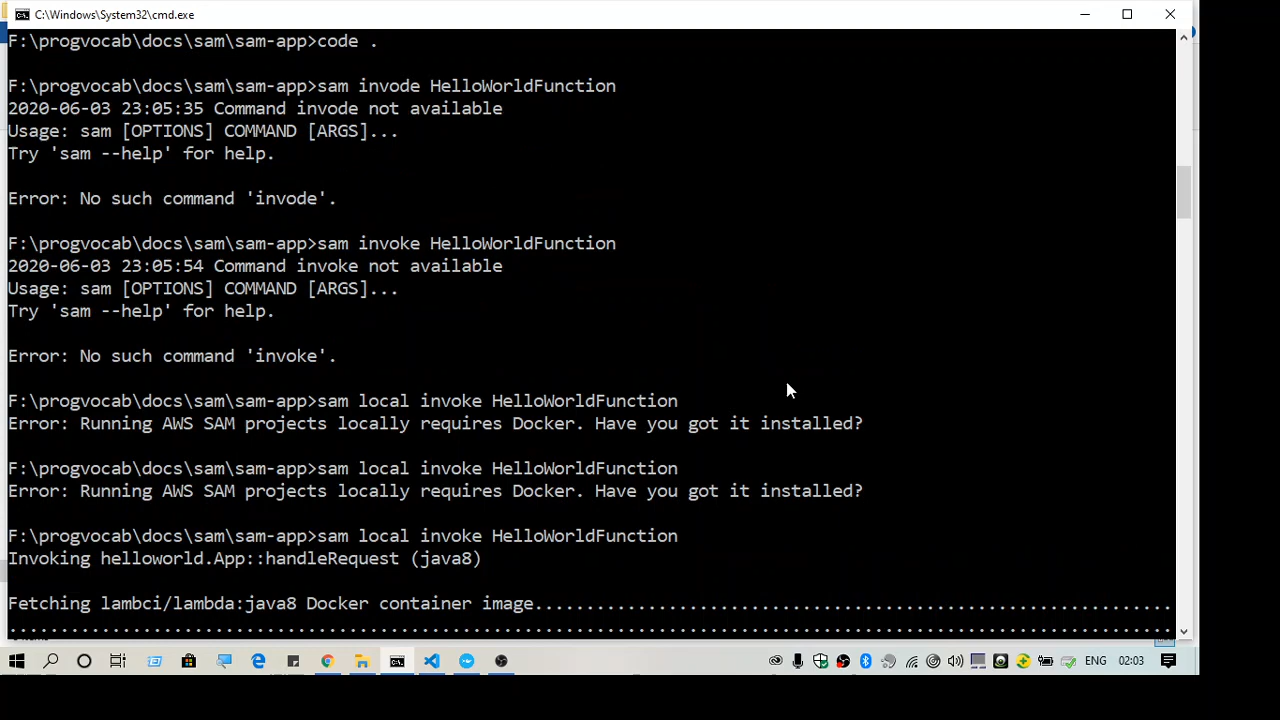 C:\Windows\System32\cmd.exe
F:\progvocab\docs\sam\sam-app>code .
F:\progvocab\docs\sam\sam-app>sam invode HelloWorldFunction
2020-06-03 23:05:35 Command invode not available
Usage: sam [OPTIONS] COMMAND [ARGS]...
Try 'sam --help' for help.
Error: No such command 'invode'.
F:\progvocab\docs\sam\sam-app>sam invoke HelloWorldFunction
2020-06-03 23:05:54 Command invoke not available
Usage: sam [OPTIONS] COMMAND [ARGS]...
Try 'sam --help' for help.
Error: No such command 'invoke'.
F:\progvocab\docs\sam\sam-app>sam local invoke HelloWorldFunction
Error: Running AWS SAM projects locally requires Docker. Have you got it installed?
F:\progvocab\docs\sam\sam-app>sam local invoke HelloWorldFunction
Error: Running AWS SAM projects locally requires Docker. Have you got it installed?
F:\progvocab\docs\sam\sam-app>sam local invoke HelloWorldFunction
Invoking helloworld.App::handleRequest (java8)
Fetching lambci/lambda:java8 Docker container image..............................................................
..................................................................................................................
ENG 02:03